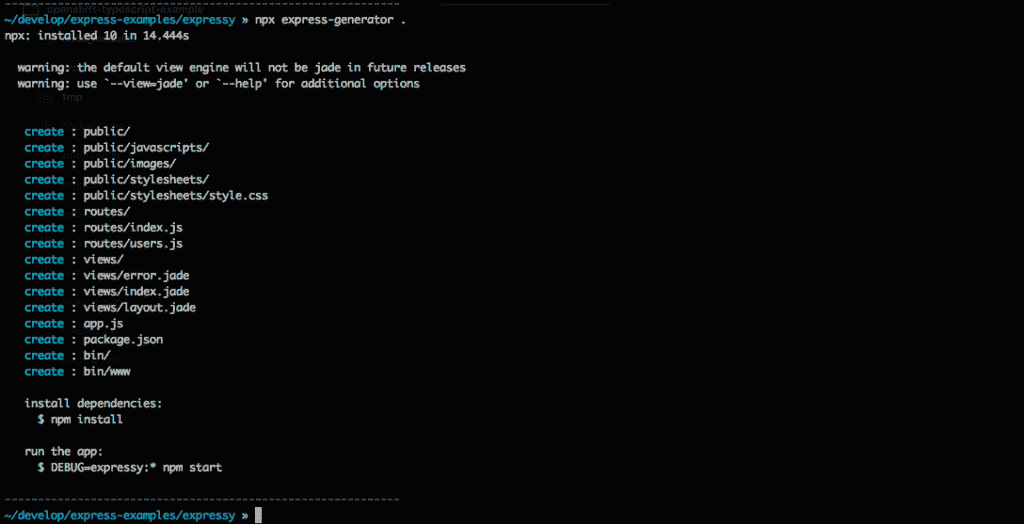 openshift-typescript-example
~/develop/express-examples/expressy » npx express-generator .
npx: installed 10 in 14.444s
warning: the default view engine will not be jade in future releases
warning: use `--view=jade' or `--help' for additional options
tmp
create : public/
create : public/javascripts/
create : public/images/
create : public/stylesheets/
create : public/stylesheets/style.css
create : routes/
create : routes/index.js
create : routes/users.js
create : views/
create : views/error.jade
create : views/index.jade
create : views/layout.jade
create : app.js
create : package.json
create : bin/
create : bin/www
install dependencies:
$ npm install
run the app:
$ DEBUG=expressy:* npm start
~/develop/express-examples/expressy »